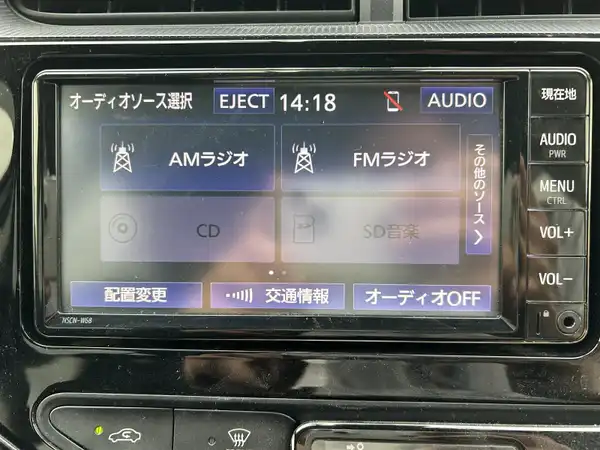 オーディオソース選択 EJECT 14:18 AUDIO
AMラジオ FMラジオ
CD SD音楽
その他のソース
配置変更 交通情報 オーディオOFF
現在地
AUDIO
PWR
MENU
CTRL
VOL+
VOL-
NSCN-W68